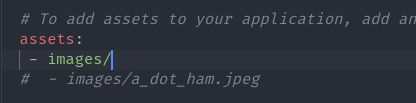 # To add assets to your application, add an
assets:
- images/
#  - images/a_dot_ham.jpeg